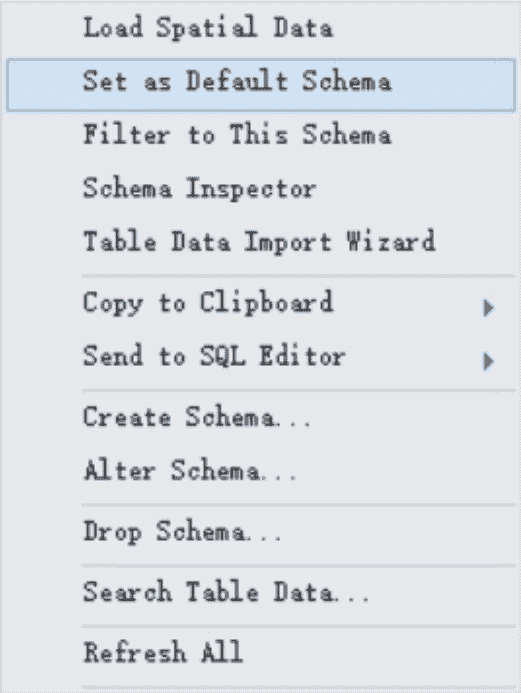 Load Spatial Data
Set as Default Schema
Filter to This Schema
Schema Inspector
Table Data Import Wizard
Copy to Clipboard
Send to SQL Editor
Create Schema...
Alter Schema...
Drop Schema...
Search Table Data...
Refresh All